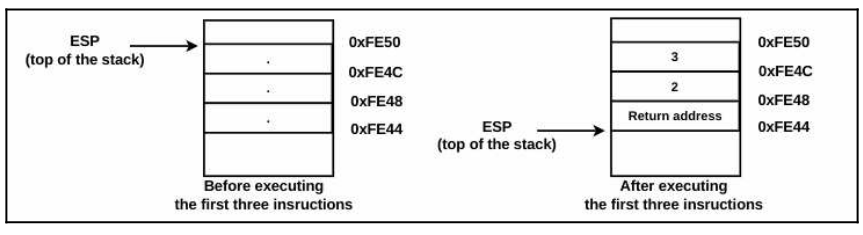 ESP
(top of the stack)
0xFE50
.
0xFE4C
.
0xFE48
.
0xFE44
Before executing
the first three insructions
0xFE50
3
0xFE4C
2
0xFE48
Return address
ESP
(top of the stack)
0xFE44
After executing
the first three insructions